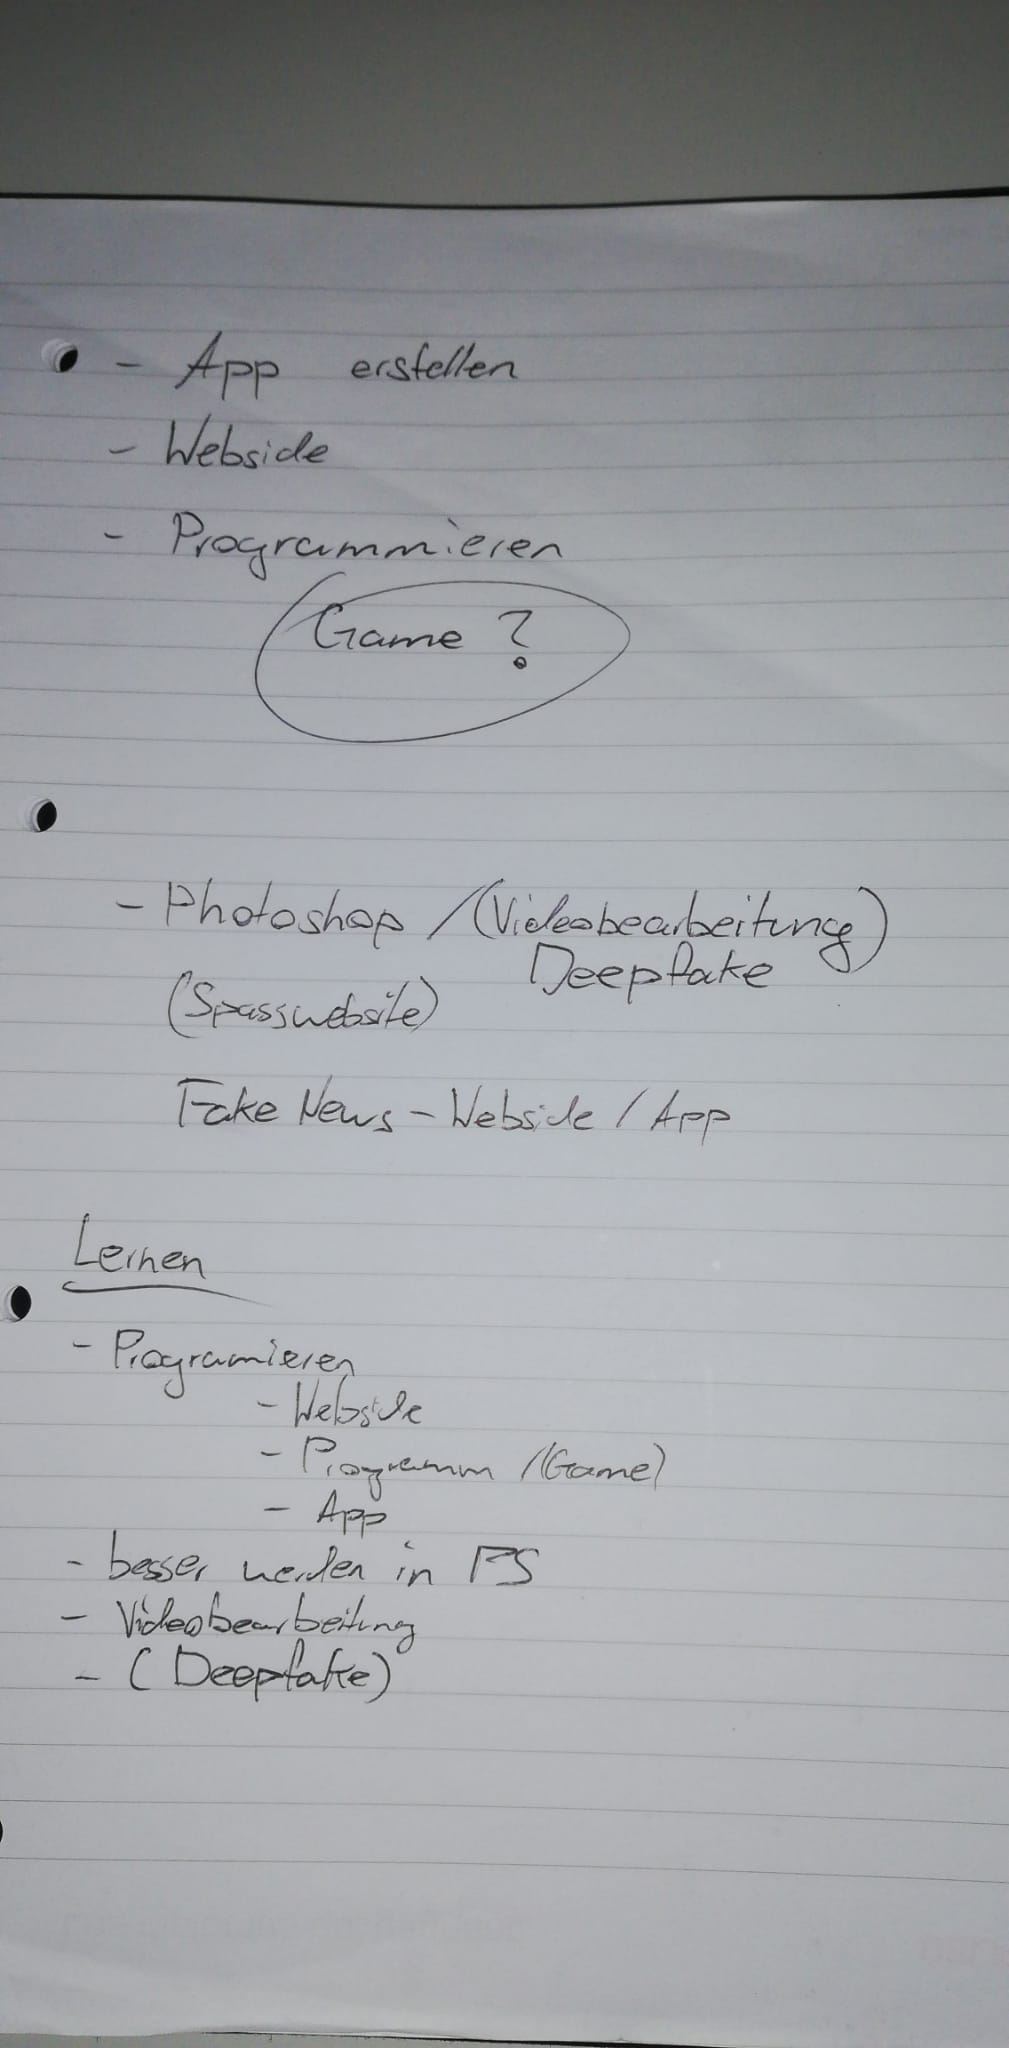 - App erstellen
- Webside
- Programmieren
Game ?
- Photoshop / (Videobearbeitung)
Deepfake
(Spasswebsite)
Fake News - Webside / App
Lernen
- Programieren
- Webside
- Programm / (Game)
- App
- besser werden in PS
- Videobearbeitung
- (Deepfake)